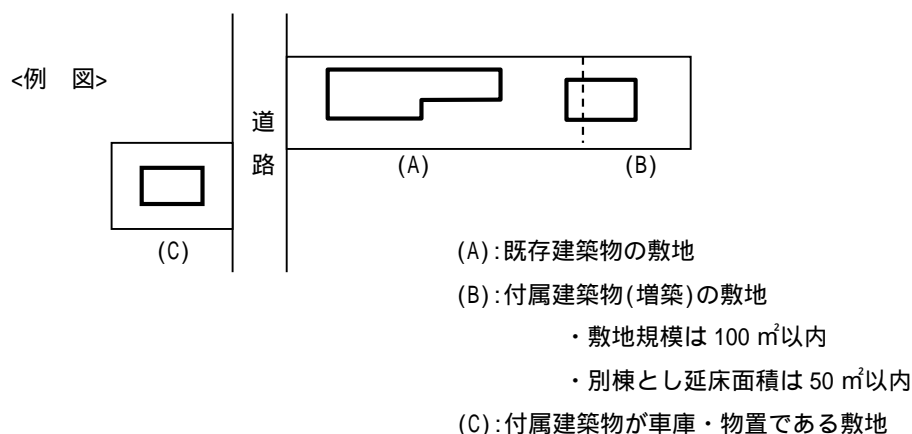 <例　図>
道
路
(A)
(B)
(C)
(A):既存建築物の敷地
(B):付属建築物(増築)の敷地
・敷地規模は 100 ㎡以内
・別棟とし延床面積は 50 ㎡以内
(C):付属建築物が車庫・物置である敷地